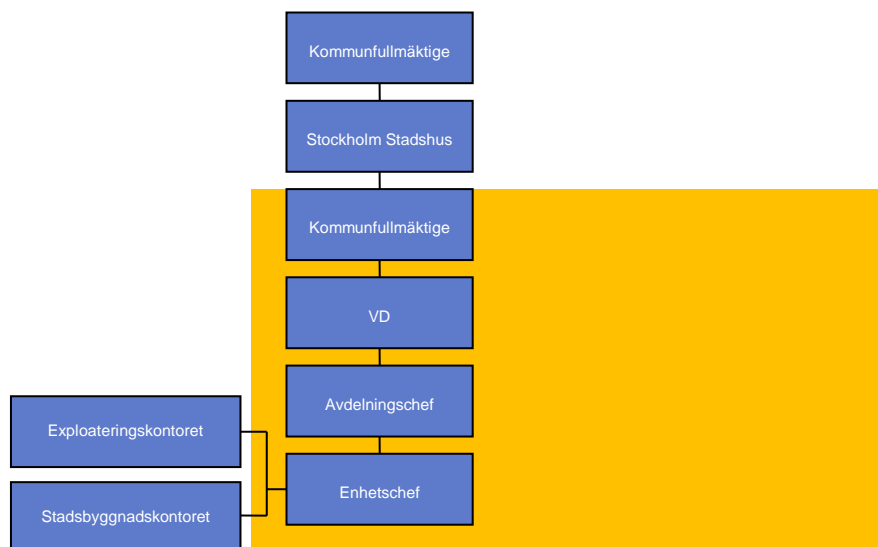 Kommunfullmäktige
Stockholm Stadshus
Kommunfullmäktige
VD
Avdelningschef
Exploateringskontoret
Enhetschef
Stadsbyggnadskontoret